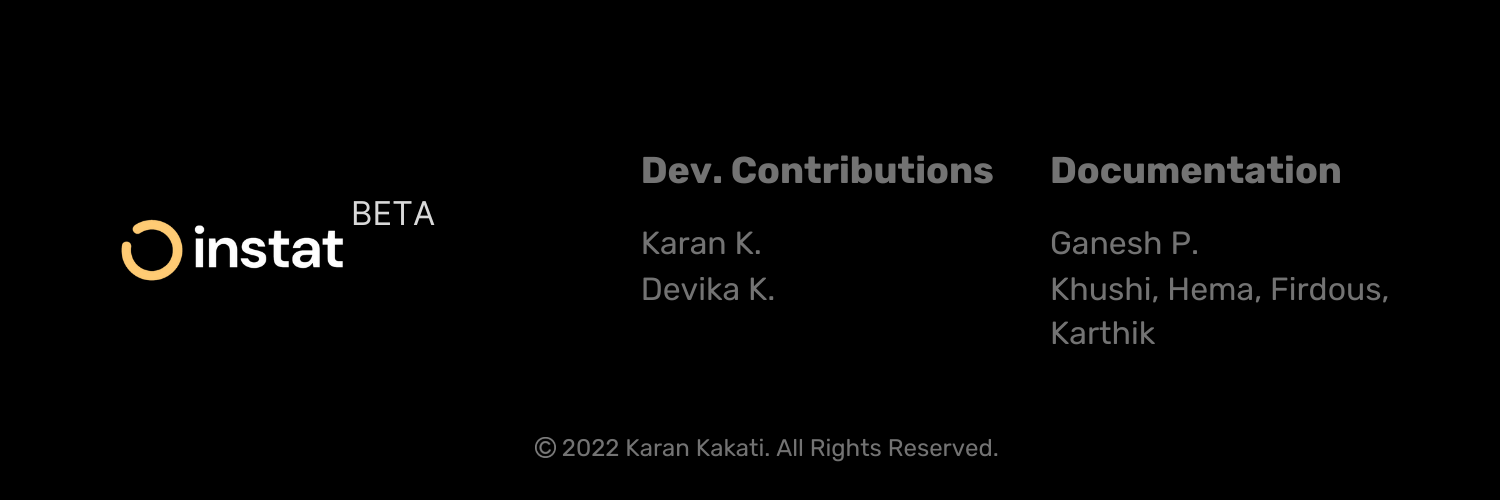 instat BETA
Dev. Contributions
Karan K.
Devika K.
Documentation
Ganesh P.
Khushi, Hema, Firdous,
Karthik
© 2022 Karan Kakati. All Rights Reserved.